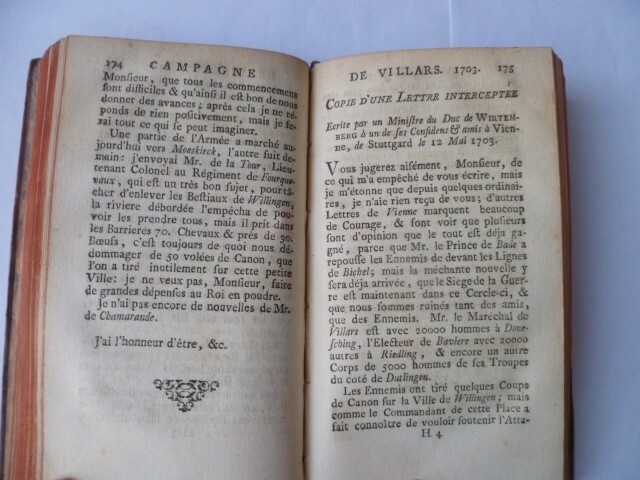 174 CAMPAGNE
Monsieur, que tous les commencemens
sont difficiles & qu'ainsi il est bon de nous
donner des avances; après cela je ne ré-
ponds de rien positivement, mais je fe-
rai tout ce qui se peut imaginer.
Une partie de l'Armée a marché au-
jourd'hui vers Moeskirck, l'autre suit de-
main: j'envoyai Mr. de la Tour, Lieu-
tenant Colonel au Régiment de Fourque-
vaux, qui est un très bon sujet, pour tâ-
cher d'enlever les Bestiaux de Willingen,
la riviere débordée l'empêcha de pou-
voir les prendre tous, mais il prit dans
les Barrieres 70. Chevaux & prés de 30.
Bœufs, c'est toujours de quoi nous dé-
dommager de 50 volées de Canon, que
l'on a tiré inutilement sur cette petite
Ville: je ne veux pas, Monsieur, faire
de grandes dépenses au Roi en poudre.
Je n'ai pas encore de nouvelles de Mr.
de Chamarande.
J'ai l'honneur d'être, &c.
DE VILLARS. 1703. 175
COPIE D'UNE LETTRE INTERCEPTEE
Ecrite par un Ministre du Duc de WIRTEN-
BERG à un de ses Confidens & amis à Vien-
ne, de Stuttgard le 12 Mai 1703.
Vous jugerez aisément, Monsieur, de
ce qui m'a empêché de vous écrire, mais
je m'étonne que depuis quelques ordinai-
res, je n'aie rien reçu de vous; d'autres
Lettres de Vienne marquent beaucoup
de Courage, & font voir que plusieurs
sont d'opinion que le tout est déja ga-
gné, parce que Mr. le Prince de Bade a
repoussé les Ennemis de devant les Lignes
de Bichel; mais la méchante nouvelle y
sera déja arrivée, que le Siege de la Guer-
re est maintenant dans ce Cercle-ci, &
que nous sommes ruinés tant des amis,
que des Ennemis. Mr. le Maréchal de
Villars est avec 20000 hommes à Done-
sching, l'Electeur de Baviere avec 20000
autres à Riedling, & encore un autre
Corps de 5000 hommes de ses Troupes
du coté de Dutlingen.
Les Ennemis ont tiré quelques Coups
de Canon sur la Ville de Willingen; mais
comme le Commandant de cette Place a
fait connoître de vouloir soutenir l'Atta-
H 4